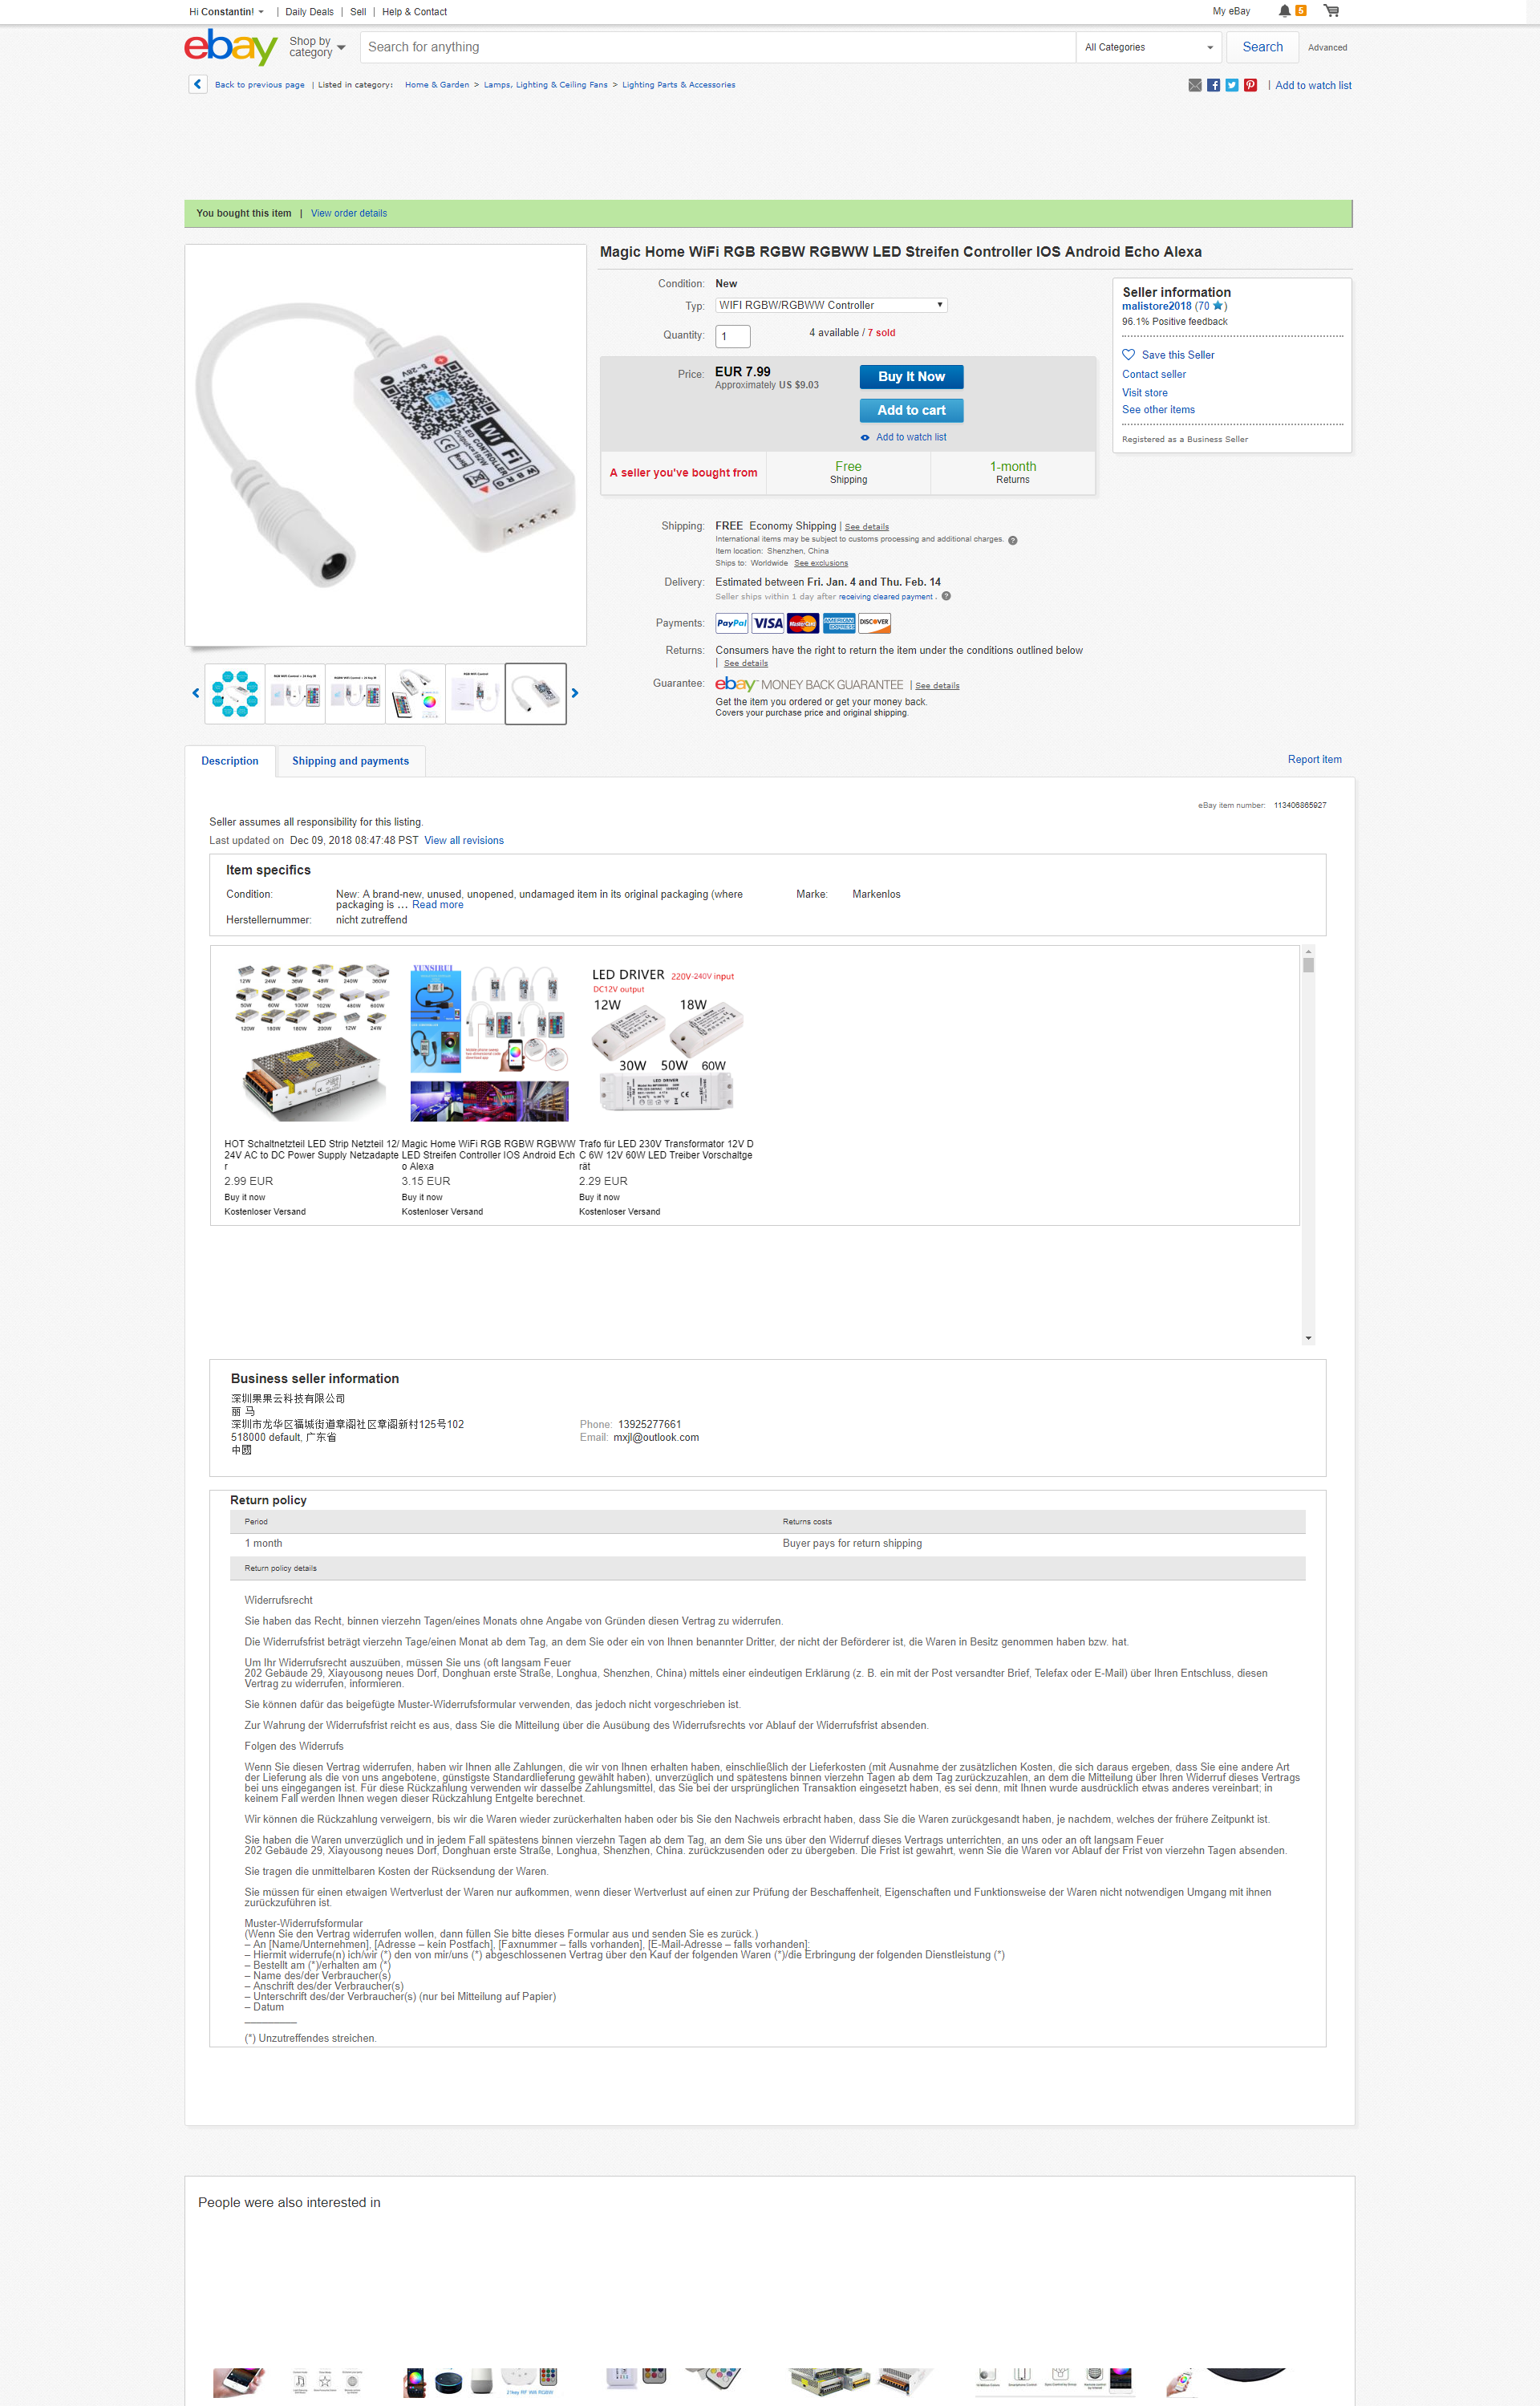 Hi Constantin! | Daily Deals | Sell | Help & Contact
My eBay 5
ebay
Shop by category
Search for anything
All Categories
Search
Advanced
Back to previous page | Listed in category: Home & Garden > Lamps, Lighting & Ceiling Fans > Lighting Parts & Accessories
| Add to watch list
You bought this item | View order details
Magic Home WiFi RGB RGBW RGBWW LED Streifen Controller IOS Android Echo Alexa
5-28V
WiFi
LED CONTROLLER
Condition: New
Typ: WIFI RGBW/RGBWW Controller
Quantity: 1 4 available / 7 sold
Price: EUR 7.99
Approximately US $9.03
Buy It Now
Add to cart
Add to watch list
A seller you've bought from
Free
Shipping
1-month
Returns
Seller information
malistore2018 (70 )
96.1% Positive feedback
Save this Seller
Contact seller
Visit store
See other items
Registered as a Business Seller
Shipping: FREE Economy Shipping | See details
International items may be subject to customs processing and additional charges.
Item location: Shenzhen, China
Ships to: Worldwide See exclusions
Delivery: Estimated between Fri. Jan. 4 and Thu. Feb. 14
Seller ships within 1 day after receiving cleared payment .
Payments: PayPal VISA MasterCard AMERICAN EXPRESS DISCOVER
Returns: Consumers have the right to return the item under the conditions outlined below
| See details
Guarantee: ebay MONEY BACK GUARANTEE | See details
Get the item you ordered or get your money back.
Covers your purchase price and original shipping.
Description
Shipping and payments
Report item
eBay item number: 113406865927
Seller assumes all responsibility for this listing.
Last updated on Dec 09, 2018 08:47:48 PST View all revisions
Item specifics
Condition: New: A brand-new, unused, unopened, undamaged item in its original packaging (where
packaging is ... Read more
Marke: Markenlos
Herstellernummer: nicht zutreffend
12W 24W 36W 48W 240W 360W
50W 60W 100W 102W 480W 600W
120W 180W 180W 200W 12W 24W
YUNSIBUI
LED DRIVER 220V-240V input
DC12V output
12W 18W
30W 50W 60W
LED DRIVER
HOT Schaltnetzteil LED Strip Netzteil 12/
24V AC to DC Power Supply Netzadapte
r
2.99 EUR
Buy it now
Kostenloser Versand
Magic Home WiFi RGB RGBW RGBWW
LED Streifen Controller IOS Android Ech
o Alexa
3.15 EUR
Buy it now
Kostenloser Versand
Trafo für LED 230V Transformator 12V D
C 6W 12V 60W LED Treiber Vorschaltge
rät
2.29 EUR
Buy it now
Kostenloser Versand
Business seller information
深圳果果云科技有限公司
丽 马
深圳市龙华区福城街道章阁社区章阁新村125号102
518000 default, 广东省
中國
Phone: 13925277661
Email: mxjl@outlook.com
Return policy
Period Returns costs
1 month Buyer pays for return shipping
Return policy details
Widerrufsrecht
Sie haben das Recht, binnen vierzehn Tagen/eines Monats ohne Angabe von Gründen diesen Vertrag zu widerrufen.
Die Widerrufsfrist beträgt vierzehn Tage/einen Monat ab dem Tag, an dem Sie oder ein von Ihnen benannter Dritter, der nicht der Beförderer ist, die Waren in Besitz genommen haben bzw. hat.
Um Ihr Widerrufsrecht auszuüben, müssen Sie uns (oft langsam Feuer
202 Gebäude 29, Xiayousong neues Dorf, Donghuan erste Straße, Longhua, Shenzhen, China) mittels einer eindeutigen Erklärung (z. B. ein mit der Post versandter Brief, Telefax oder E-Mail) über Ihren Entschluss, diesen
Vertrag zu widerrufen, informieren.
Sie können dafür das beigefügte Muster-Widerrufsformular verwenden, das jedoch nicht vorgeschrieben ist.
Zur Wahrung der Widerrufsfrist reicht es aus, dass Sie die Mitteilung über die Ausübung des Widerrufsrechts vor Ablauf der Widerrufsfrist absenden.
Folgen des Widerrufs
Wenn Sie diesen Vertrag widerrufen, haben wir Ihnen alle Zahlungen, die wir von Ihnen erhalten haben, einschließlich der Lieferkosten (mit Ausnahme der zusätzlichen Kosten, die sich daraus ergeben, dass Sie eine andere Art
der Lieferung als die von uns angebotene, günstigste Standardlieferung gewählt haben), unverzüglich und spätestens binnen vierzehn Tagen ab dem Tag zurückzuzahlen, an dem die Mitteilung über Ihren Widerruf dieses Vertrags
bei uns eingegangen ist. Für diese Rückzahlung verwenden wir dasselbe Zahlungsmittel, das Sie bei der ursprünglichen Transaktion eingesetzt haben, es sei denn, mit Ihnen wurde ausdrücklich etwas anderes vereinbart; in
keinem Fall werden Ihnen wegen dieser Rückzahlung Entgelte berechnet.
Wir können die Rückzahlung verweigern, bis wir die Waren wieder zurückerhalten haben oder bis Sie den Nachweis erbracht haben, dass Sie die Waren zurückgesandt haben, je nachdem, welches der frühere Zeitpunkt ist.
Sie haben die Waren unverzüglich und in jedem Fall spätestens binnen vierzehn Tagen ab dem Tag, an dem Sie uns über den Widerruf dieses Vertrags unterrichten, an uns oder an oft langsam Feuer
202 Gebäude 29, Xiayousong neues Dorf, Donghuan erste Straße, Longhua, Shenzhen, China. zurückzusenden oder zu übergeben. Die Frist ist gewahrt, wenn Sie die Waren vor Ablauf der Frist von vierzehn Tagen absenden.
Sie tragen die unmittelbaren Kosten der Rücksendung der Waren.
Sie müssen für einen etwaigen Wertverlust der Waren nur aufkommen, wenn dieser Wertverlust auf einen zur Prüfung der Beschaffenheit, Eigenschaften und Funktionsweise der Waren nicht notwendigen Umgang mit ihnen
zurückzuführen ist.
Muster-Widerrufsformular
(Wenn Sie den Vertrag widerrufen wollen, dann füllen Sie bitte dieses Formular aus und senden Sie es zurück.)
– An [Name/Unternehmen], [Adresse – kein Postfach], [Faxnummer – falls vorhanden], [E-Mail-Adresse – falls vorhanden]:
– Hiermit widerrufe(n) ich/wir (*) den von mir/uns (*) abgeschlossenen Vertrag über den Kauf der folgenden Waren (*)/die Erbringung der folgenden Dienstleistung (*)
– Bestellt am (*)/erhalten am (*)
– Name des/der Verbraucher(s)
– Anschrift des/der Verbraucher(s)
– Unterschrift des/der Verbraucher(s) (nur bei Mitteilung auf Papier)
– Datum
(*) Unzutreffendes streichen.
People were also interested in